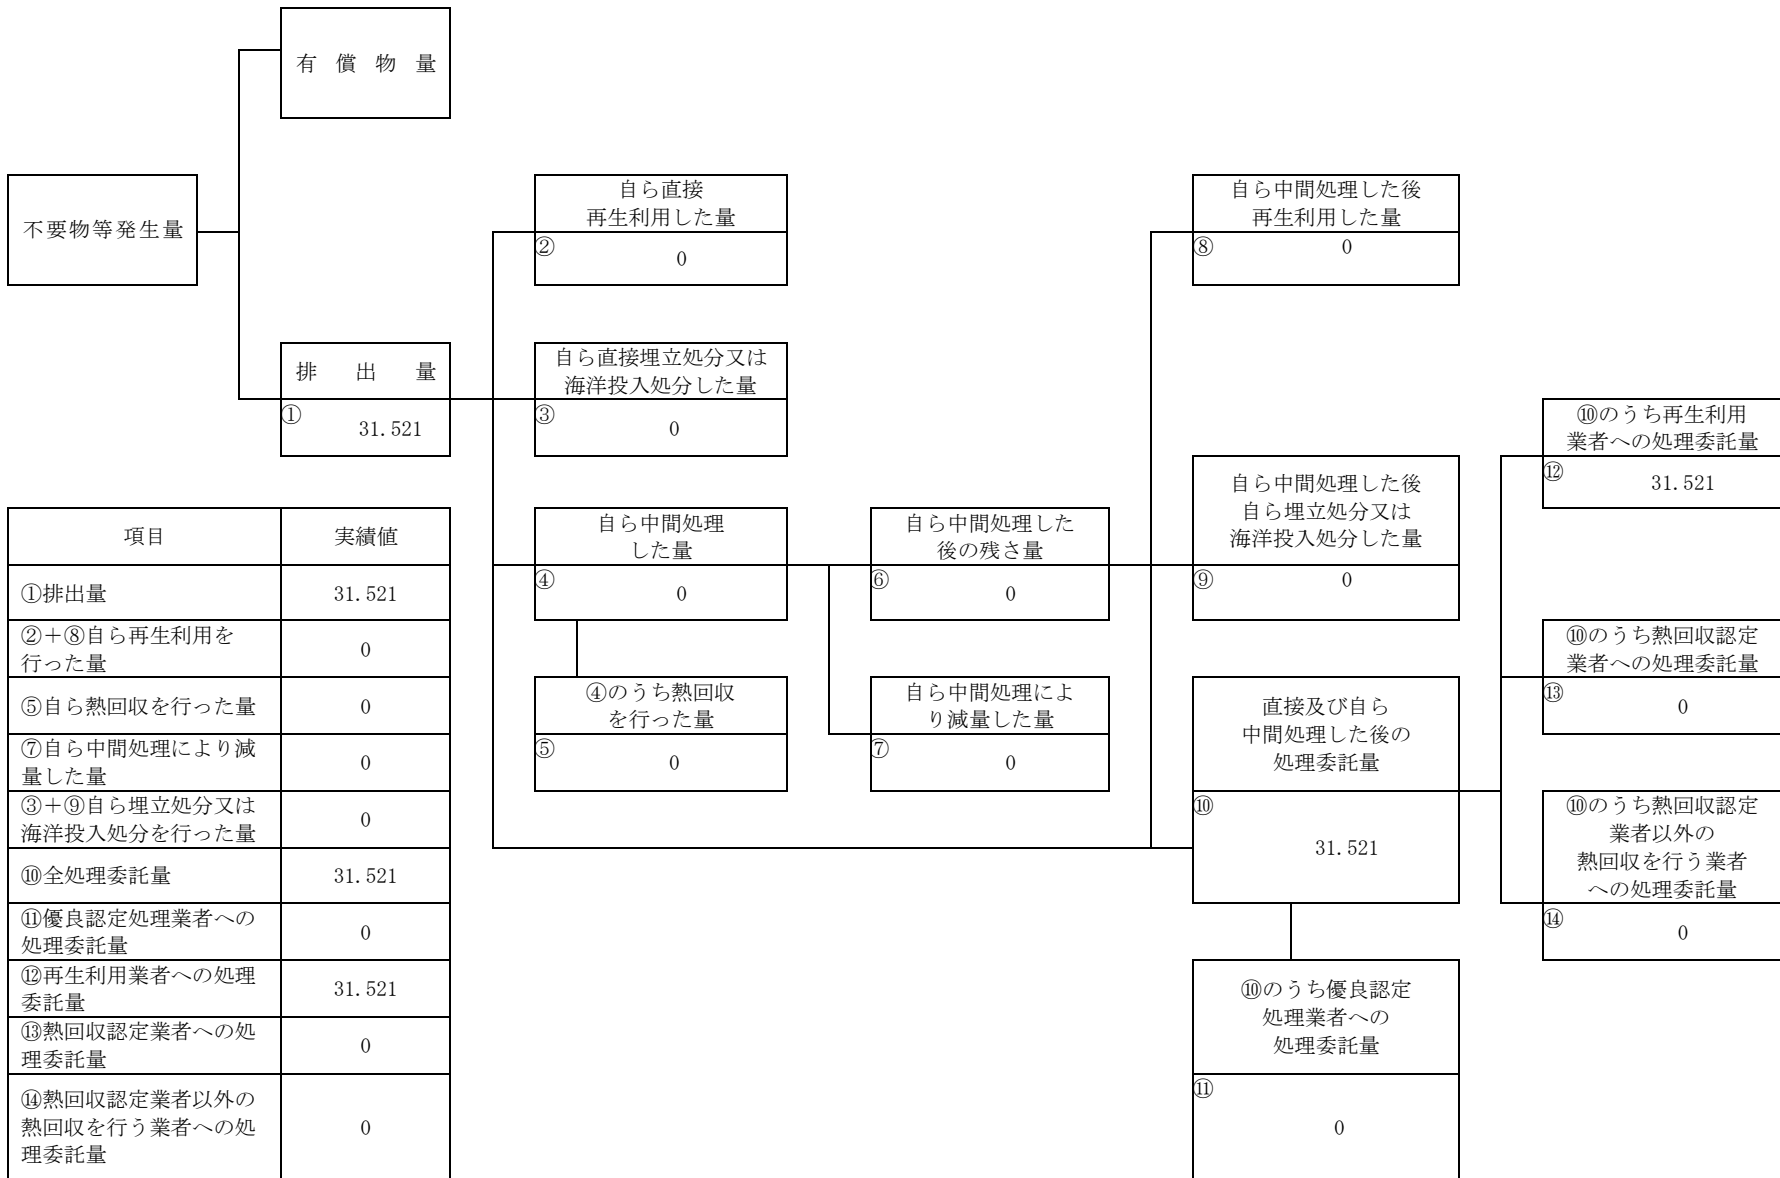 有　償　物　量
不要物等発生量
自ら直接
再生利用した量
②
0
自ら中間処理した後
再生利用した量
⑧
0
排　出　量
①
31.521
自ら直接埋立処分又は
海洋投入処分した量
③
0
⑩のうち再生利用
業者への処理委託量
⑫
31.521
自ら中間処理
した量
④
0
自ら中間処理した
後の残さ量
⑥
0
自ら中間処理した後
自ら埋立処分又は
海洋投入処分した量
⑨
0
⑩のうち熱回収認定
業者への処理委託量
⑬
0
④のうち熱回収
を行った量
⑤
0
自ら中間処理によ
り減量した量
⑦
0
直接及び自ら
中間処理した後の
処理委託量
⑩
31.521
⑩のうち熱回収認定
業者以外の
熱回収を行う業者
への処理委託量
⑭
0
⑩のうち優良認定
処理業者への
処理委託量
⑪
0
項目　実績値
①排出量　31.521
②＋⑧自ら再生利用を
行った量　0
⑤自ら熱回収を行った量　0
⑦自ら中間処理により減
量した量　0
③＋⑨自ら埋立処分又は
海洋投入処分を行った量　0
⑩全処理委託量　31.521
⑪優良認定処理業者への
処理委託量　0
⑫再生利用業者への処理
委託量　31.521
⑬熱回収認定業者への処
理委託量　0
⑭熱回収認定業者以外の
熱回収を行う業者への処
理委託量　0